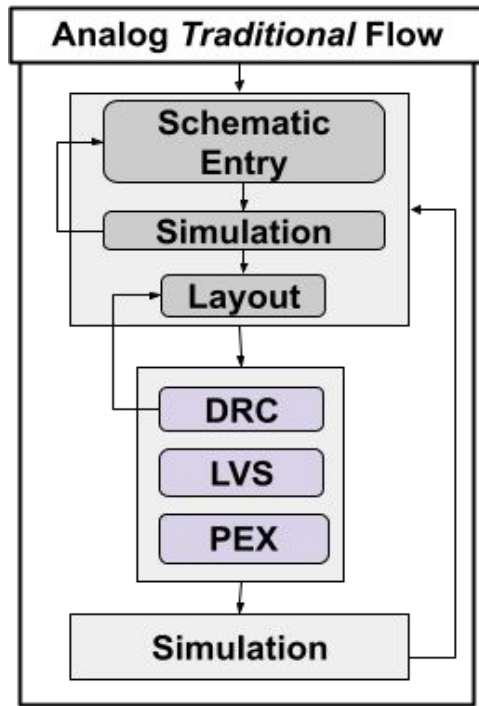 Analog Traditional Flow
Schematic
Entry
Simulation
Layout
DRC
LVS
PEX
Simulation